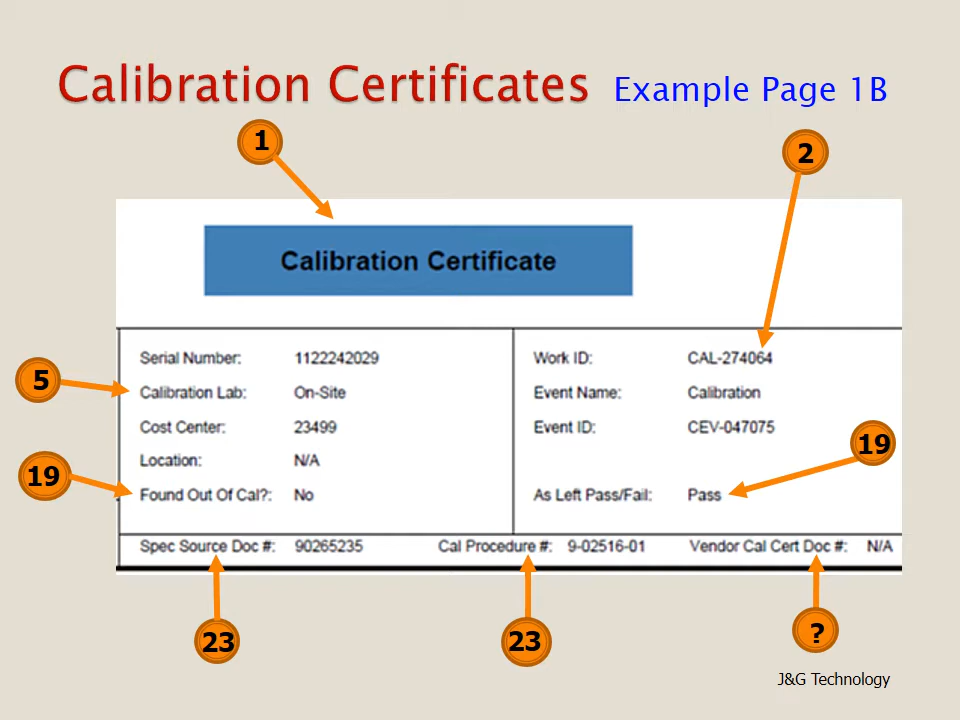 Calibration Certificates Example Page 1B
1
2
Calibration Certificate
Serial Number: 1122242029 Work ID: CAL-274064
5
Calibration Lab: On-Site Event Name: Calibration
Cost Center: 23499 Event ID: CEV-047075
19
Location: N/A
19
Found Out Of Cal?: No As Left Pass/Fail: Pass
Spec Source Doc #: 90265235 Cal Procedure #: 9-02516-01 Vendor Cal Cert Doc #: N/A
23 23 ?
J&G Technology